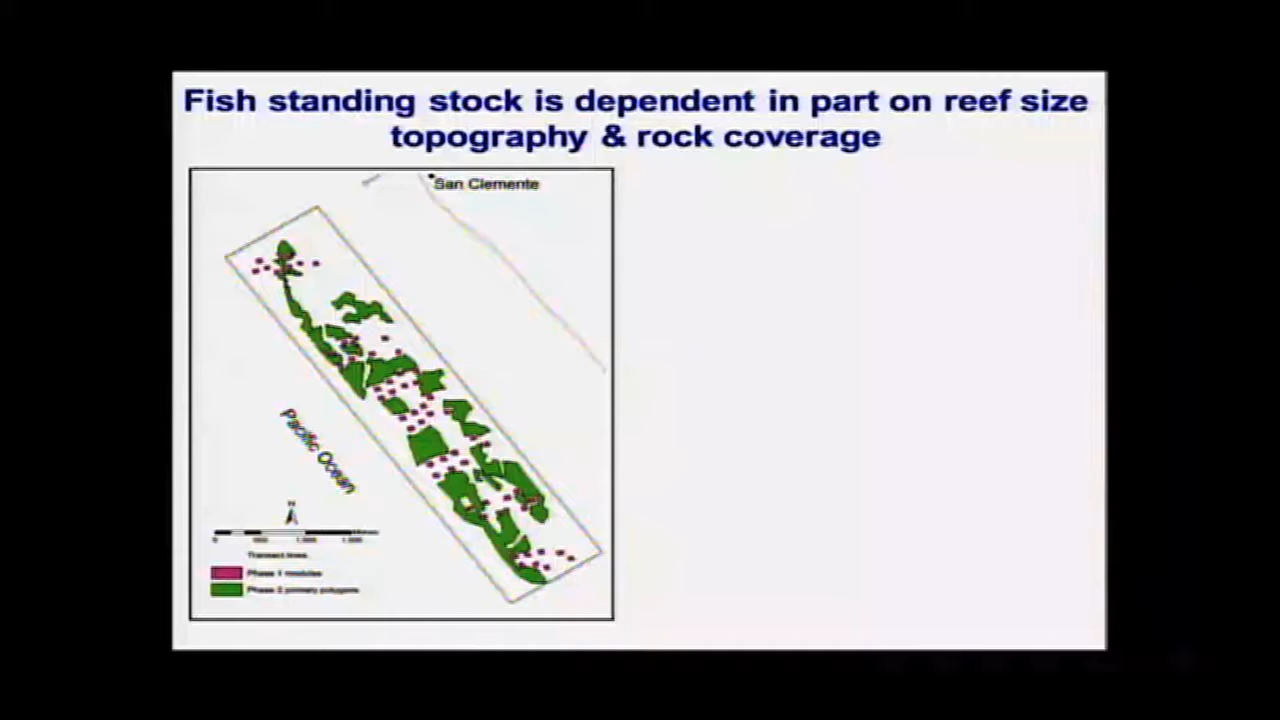 Fish standing stock is dependent in part on reef size
topography & rock coverage
San Clemente
Pacific Ocean
N
0
Transect lines
Phase 1 modules
Phase 2 primary polygons